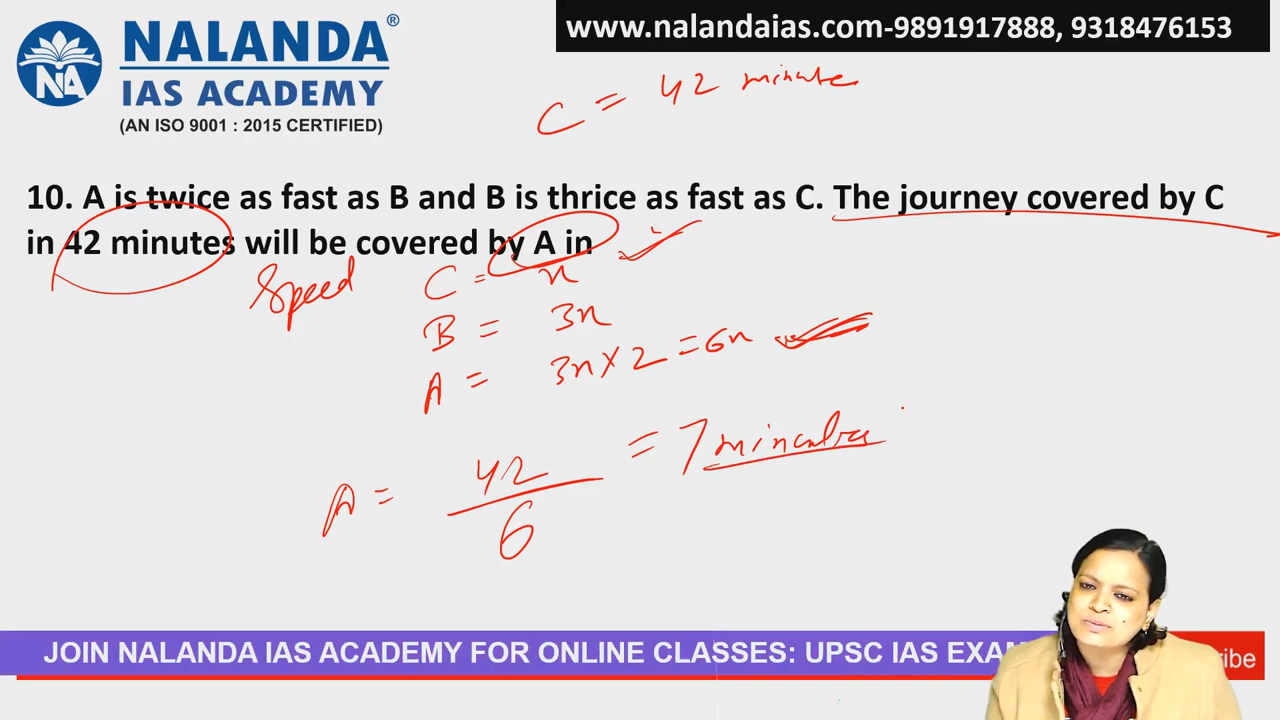 NALANDA®
IAS ACADEMY
(AN ISO 9001 : 2015 CERTIFIED)
NA
www.nalandaias.com-9891917888, 9318476153
C = 42 minute
10. A is twice as fast as B and B is thrice as fast as C. The journey covered by C
in 42 minutes will be covered by A in
Speed
C = x
B = 3x
A = 3x × 2 = 6x
A = 42/6 = 7 minutes
JOIN NALANDA IAS ACADEMY FOR ONLINE CLASSES: UPSC IAS EXAM